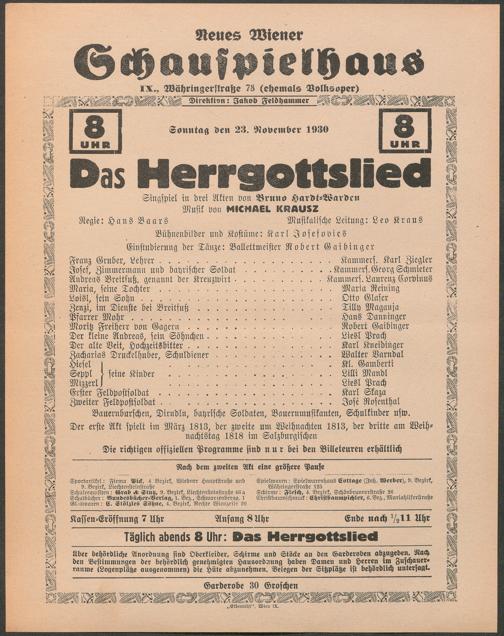 Neues Wiener
Schauspielhaus
IX., Währingerstraße 78 (ehemals Volksoper)
Direktion: Jakob Feldhammer
8 UHR
Sonntag den 23. November 1930
8 UHR
Das Herrgottslied
Singspiel in drei Akten von Bruno Hardt-Warden
Musik von MICHAEL KRAUSZ
Regie: Hans Baars Musikalische Leitung: Leo Kraus
Bühnenbilder und Kostüme: Karl Josefovics
Einstudierung der Tänze: Ballettmeister Robert Gaibinger
Franz Gruber, Lehrer . . . Kammers. Karl Ziegler
Josef, Zimmermann und bayrischer Soldat . . . Kammers. Georg Schmieter
Andreas Breitfuß, genannt der Kreuzwirt . . . Kammers. Laurenz Corvinus
Maria, seine Tochter . . . Maria Reining
Loisl, sein Sohn . . . Otto Glaser
Zenzi, im Dienste bei Breitfuß . . . Tilly Maganja
Pfarrer Mohr . . . Hans Danninger
Moritz Freiherr von Gagern . . . Robert Gaibinger
Der kleine Andreas, sein Söhnchen . . . Liesl Prach
Der alte Veit, Hochzeitsbitter . . . Karl Kneidinger
Zacharias Druckelhuber, Schuldiener . . . Walter Varndal
Hiesel . . . Kl. Gamberti
Seppl } seine Kinder . . . Lilli Mandl
Mizzerl . . . Liesl Prach
Erster Feldpostsoldat . . . Karl Skaza
Zweiter Feldpostsoldat . . . José Rosenthal
Bauernburschen, Dirndln, bayrische Soldaten, Bauernmusikanten, Schulkinder usw.
Der erste Akt spielt im März 1813, der zweite um Weihnachten 1813, der dritte am Weih-
nachtstag 1818 im Salzburgischen
Die richtigen offiziellen Programme sind nur bei den Billeteuren erhältlich
Nach dem zweiten Akt eine größere Pause
Kassen-Eröffnung 7 Uhr Anfang 8 Uhr Ende nach 1/2 11 Uhr
Täglich abends 8 Uhr: Das Herrgottslied
Über behördliche Anordnung sind Oberkleider, Schirme und Stöcke an den Garderoben abzugeben. Nach
den Bestimmungen der behördlich genehmigten Hausordnung haben Damen und Herren im Zuschauer-
raume (Logenplätze ausgenommen) die Hüte abzunehmen. Belegen der Sitzplätze ist behördlich untersagt.
Garderobe 30 Groschen